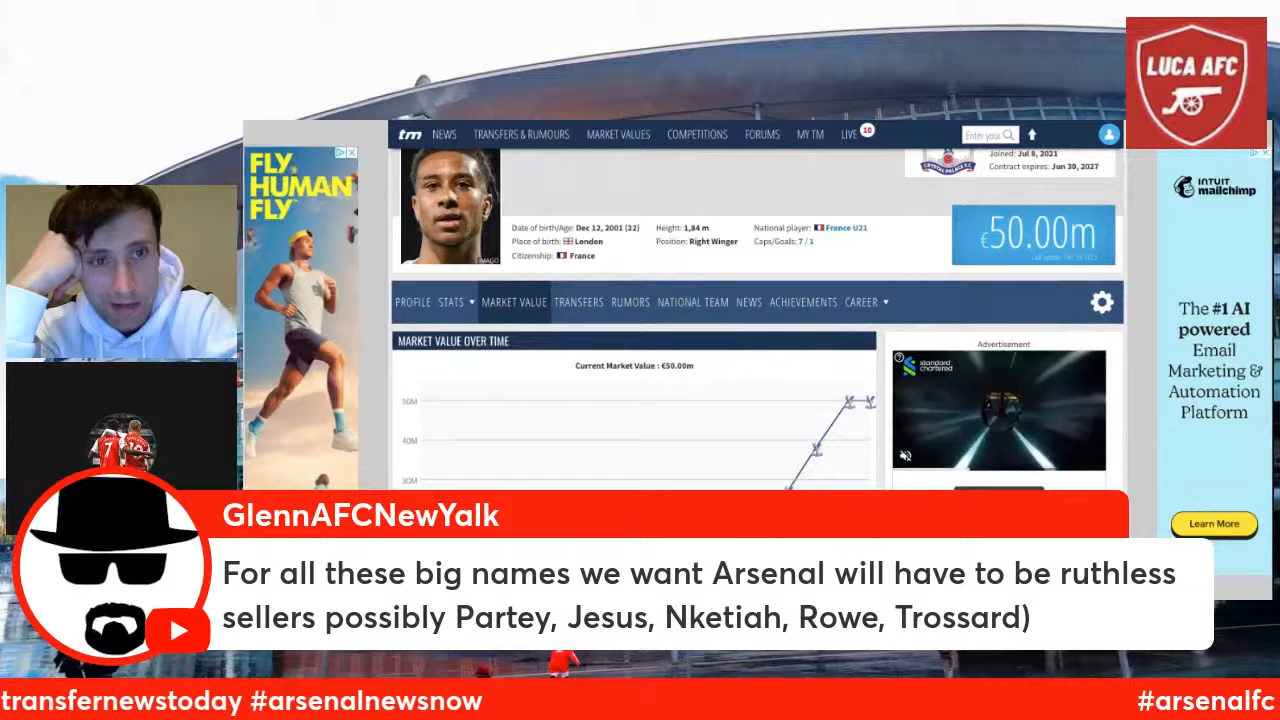 LUCA AFC
tm NEWS TRANSFERS & RUMOURS MARKET VALUES COMPETITIONS FORUMS MY TM LIVE 10
Joined: Jul 8, 2021
Contract expires: Jun 30, 2027
FLY
HUMAN
FLY
Date of birth/Age: Dec 12, 2001 (22) Height: 1,84 m National player: France U21
Place of birth: London Position: Right Winger Caps/Goals: 7 / 1
Citizenship: France
€50.00m
IMAGO
INTUIT
mailchimp
PROFILE STATS MARKET VALUE TRANSFERS RUMORS NATIONAL TEAM NEWS ACHIEVEMENTS CAREER
MARKET VALUE OVER TIME
Current Market Value : €50.00m
50M
40M
30M
Advertisement
standard
chartered
The #1 AI
powered
Email
Marketing &
Automation
Platform
Learn More
7
GlennAFCNewYalk
For all these big names we want Arsenal will have to be ruthless
sellers possibly Partey, Jesus, Nketiah, Rowe, Trossard)
transfernewstoday #arsenalnewsnow #arsenalfc